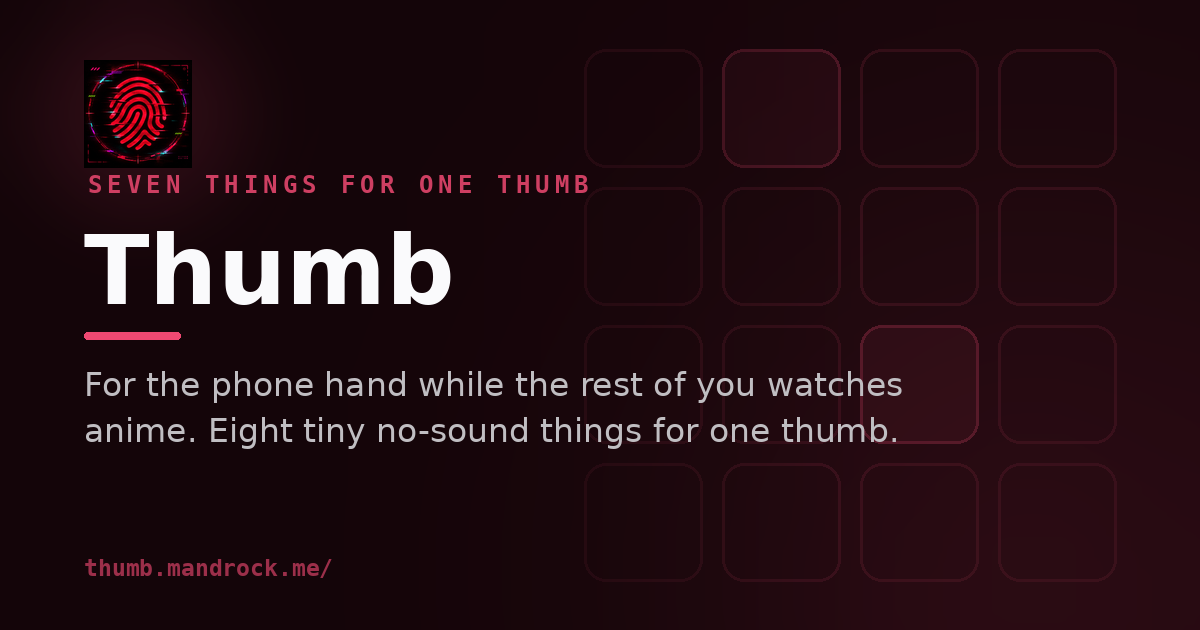 SEVEN THINGS FOR ONE THUMB
Thumb
For the phone hand while the rest of you watches
anime. Eight tiny no-sound things for one thumb.
thumb.mandrock.me/